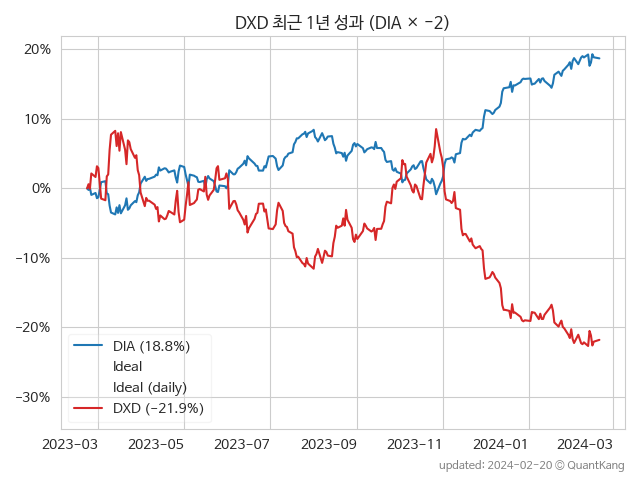 DXD 최근 1년 성과 (DIA × −2)
20%
10%
0%
−10%
−20%
−30%
DIA (18.8%)
Ideal
Ideal (daily)
DXD (−21.9%)
2023−03 2023−05 2023−07 2023−09 2023−11 2024−01 2024−03
updated: 2024-02-20 © QuantKang